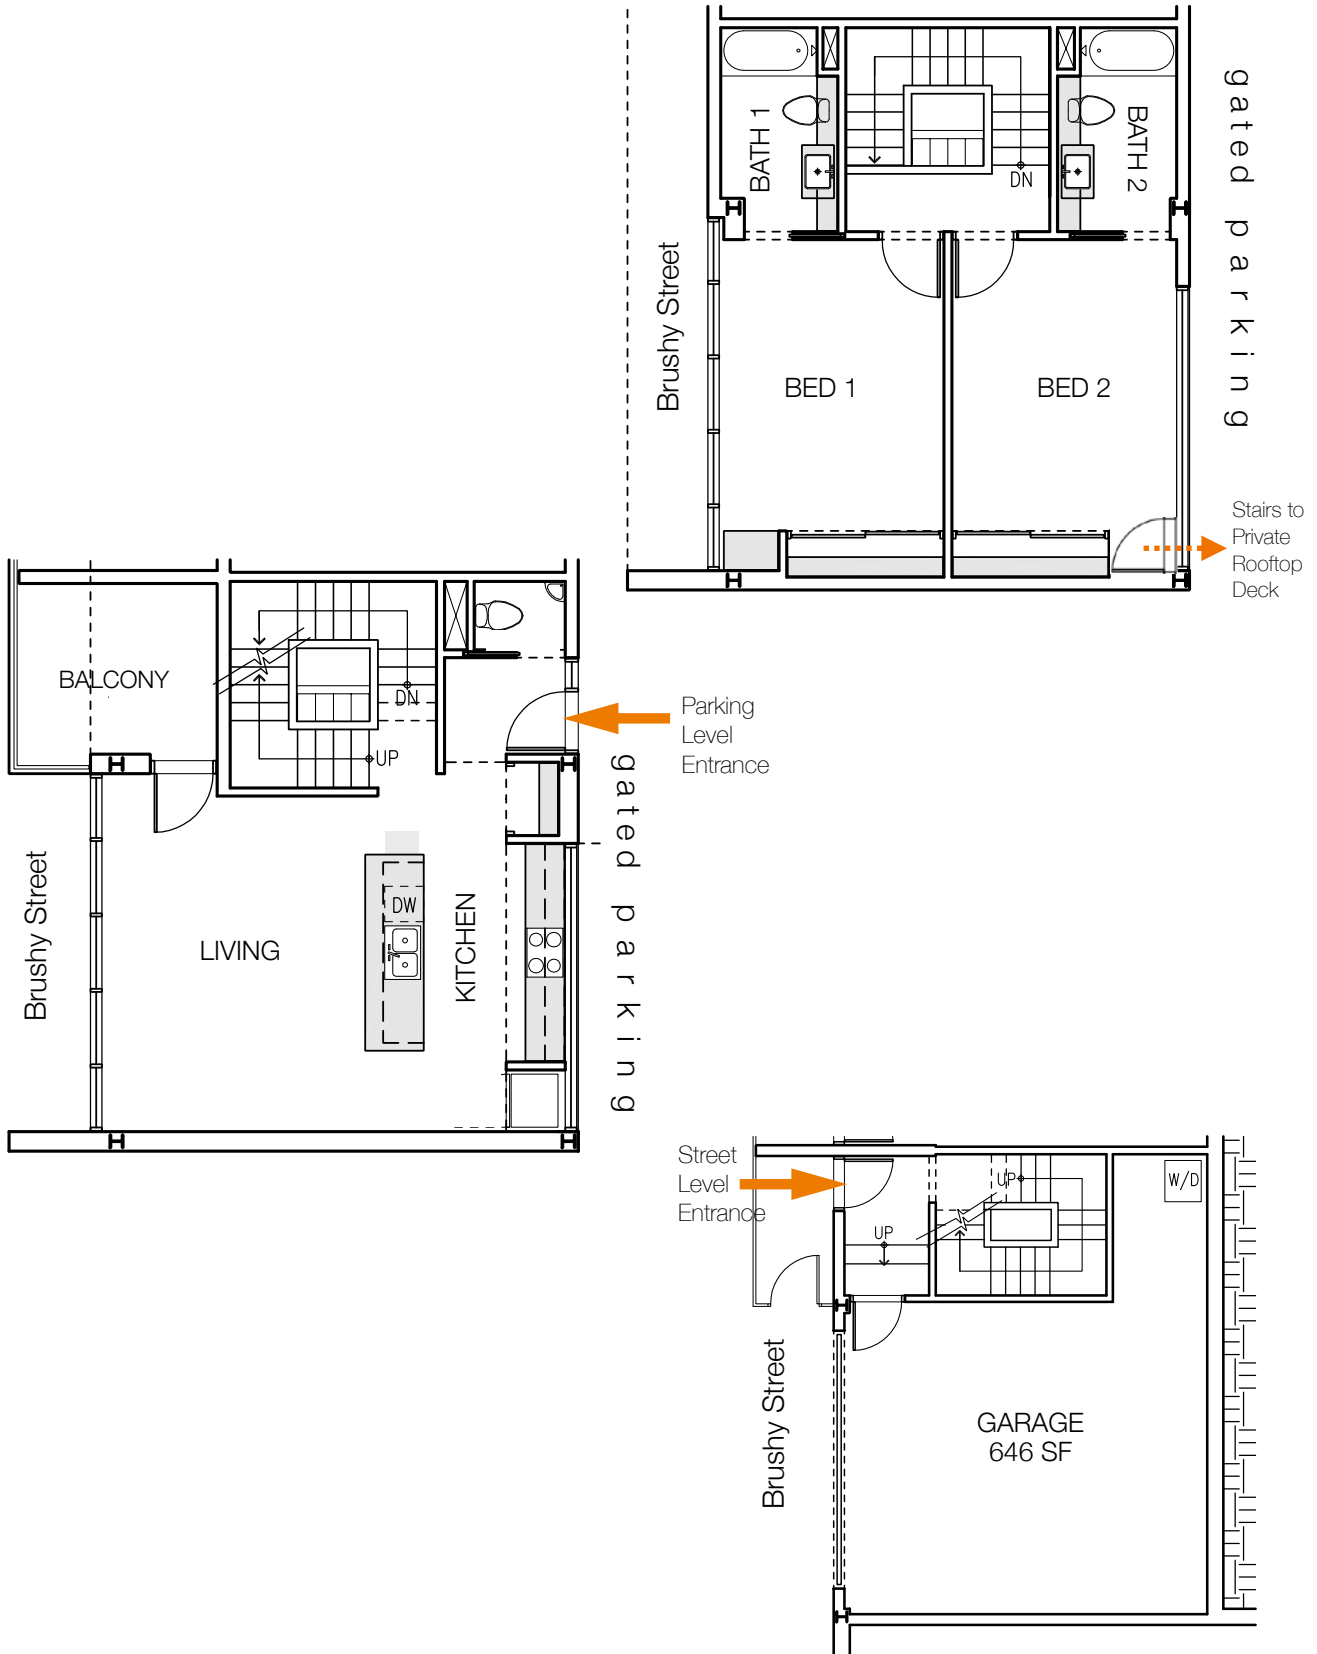 BATH 1
DN
BATH 2
gated parking
Brushy Street
BED 1
BED 2
Stairs to
Private
Rooftop
Deck
BALCONY
DN
UP
Parking
Level
Entrance
gated parking
Brushy Street
LIVING
DW
KITCHEN
Street
Level
Entrance
UP
UP
W/D
Brushy Street
GARAGE
646 SF